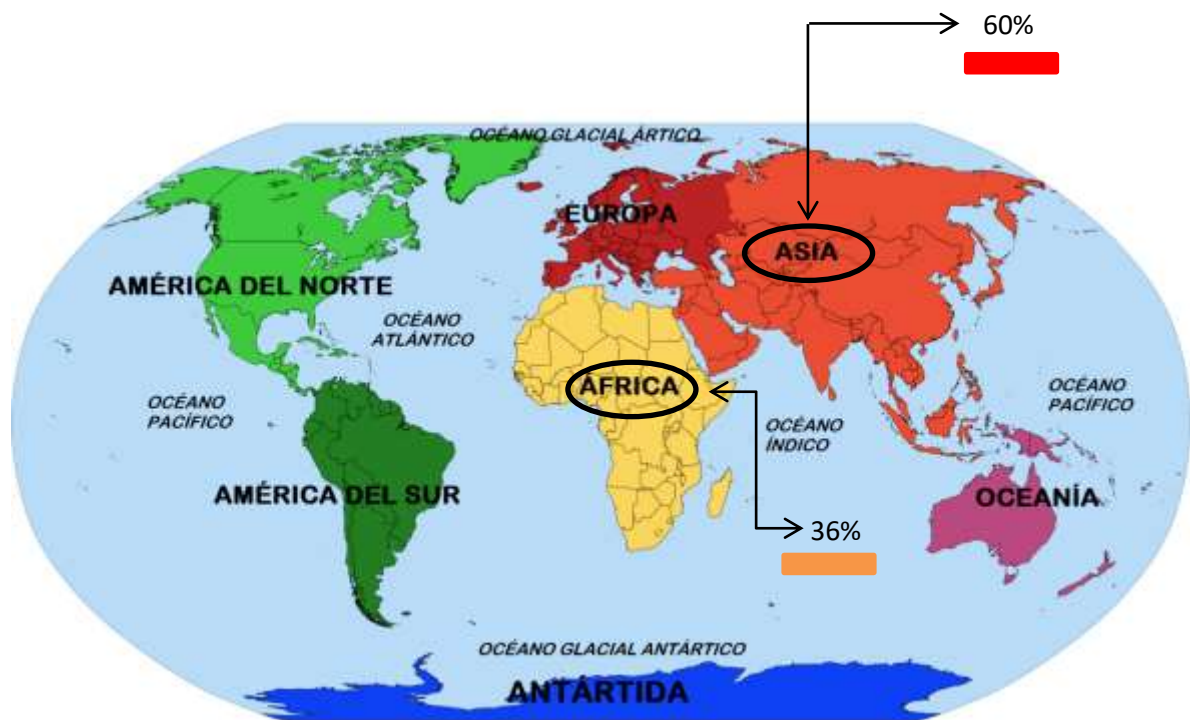 60%
OCÉANO GLACIAL ÁRTICO
EUROPA
ASIA
AMÉRICA DEL NORTE
OCÉANO
ATLÁNTICO
ÁFRICA
OCÉANO
PACÍFICO
OCÉANO
PACÍFICO
OCÉANO
ÍNDICO
AMÉRICA DEL SUR
OCEANÍA
36%
OCÉANO GLACIAL ANTÁRTICO
ANTÁRTIDA